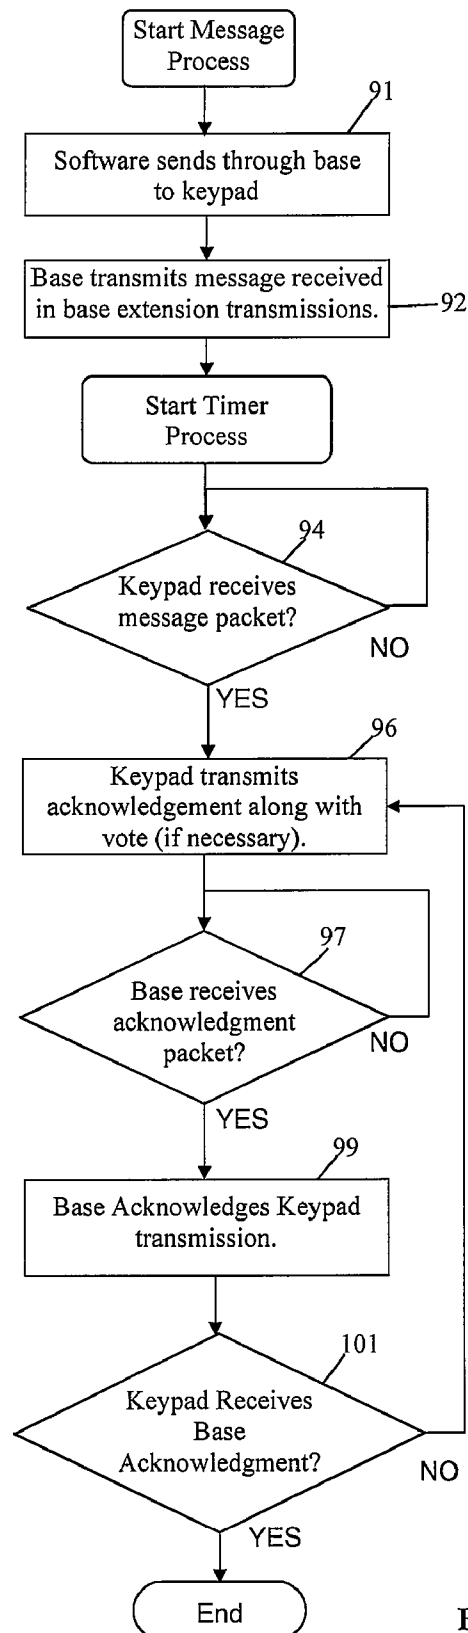 Start Message
Process
91
Software sends through base
to keypad
Base transmits message received
in base extension transmissions.
92
Start Timer
Process
94
Keypad receives
message packet?
NO
YES
96
Keypad transmits
acknowledgement along with
vote (if necessary).
97
Base receives
acknowledgment
packet?
NO
YES
99
Base Acknowledges Keypad
transmission.
101
Keypad Receives
Base
Acknowledgment?
NO
YES
End